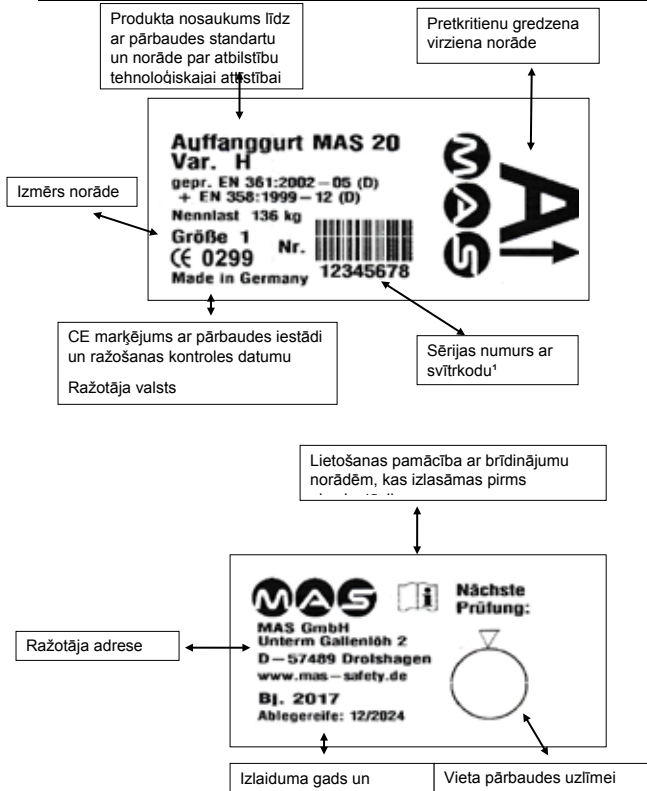 Produkta nosaukums līdz
ar pārbaudes standartu
un norāde par atbilstību
tehnoloģiskajai attīstībai
Pretkritienu gredzena
virziena norāde
Auffanggurt MAS 20
Var. H
gepr. EN 361:2002–05 (D)
+ EN 358:1999–12 (D)
Nennlast 136 kg
Größe 1
Nr.
CE 0299
12345678
Made in Germany
MAS
A
Izmērs norāde
CE marķējums ar pārbaudes iestādi
un ražošanas kontroles datumu
Ražotāja valsts
Sērijas numurs ar
svītrkodu¹
Lietošanas pamācība ar brīdinājumu
norādēm, kas izlasāmas pirms
MAS
i
Nächste
Prüfung:
MAS GmbH
Unterm Gallenlöh 2
D–57489 Drolshagen
www.mas–safety.de
Bj. 2017
Ablegereife: 12/2024
Ražotāja adrese
Izlaiduma gads un
Vieta pārbaudes uzlīmei